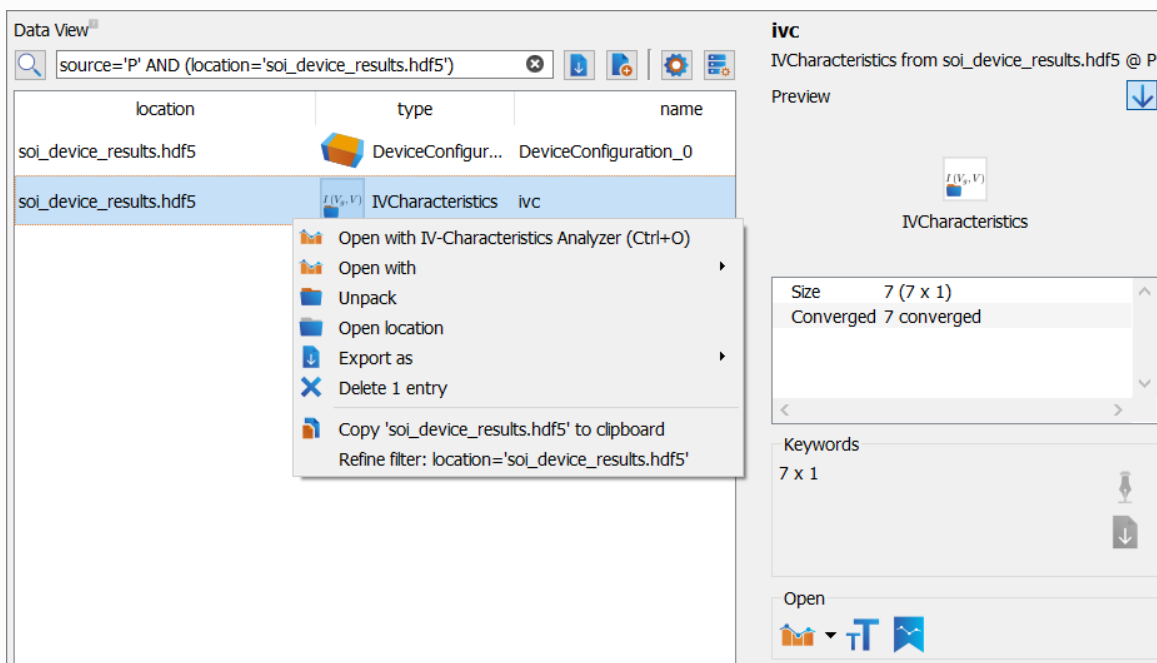 Data View
source='P' AND (location='soi_device_results.hdf5')
location type name
soi_device_results.hdf5 DeviceConfigur... DeviceConfiguration_0
soi_device_results.hdf5 I(Vg, V) IVCharacteristics ivc
Open with IV-Characteristics Analyzer (Ctrl+O)
Open with
Unpack
Open location
Export as
Delete 1 entry
Copy 'soi_device_results.hdf5' to clipboard
Refine filter: location='soi_device_results.hdf5'
ivc
IVCharacteristics from soi_device_results.hdf5 @ P
Preview
I(Vg, V)
IVCharacteristics
Size 7 (7 x 1)
Converged 7 converged
Keywords
7 x 1
Open
TT